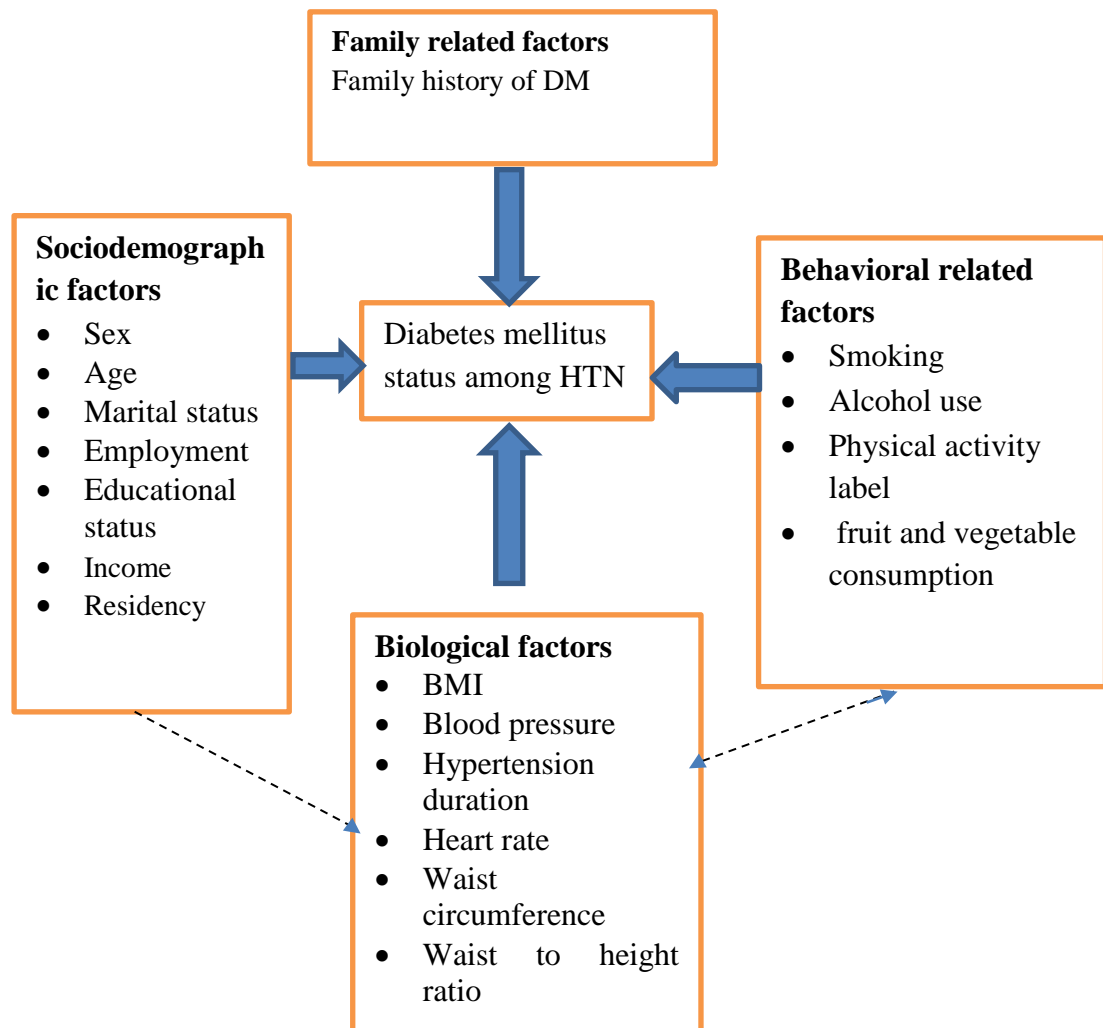 Family related factors
Family history of DM
Sociodemograph
ic factors
• Sex
• Age
• Marital status
• Employment
• Educational
status
• Income
• Residency
Diabetes mellitus
status among HTN
Behavioral related
factors
• Smoking
• Alcohol use
• Physical activity
label
• fruit and vegetable
consumption
Biological factors
• BMI
• Blood pressure
• Hypertension
duration
• Heart rate
• Waist
circumference
• Waist to height
ratio